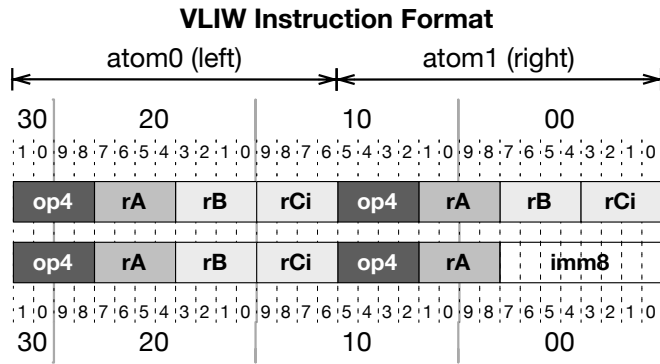 VLIW Instruction Format
atom0 (left) atom1 (right)
30 20 10 00
1 0 9 8 7 6 5 4 3 2 1 0 9 8 7 6 5 4 3 2 1 0 9 8 7 6 5 4 3 2 1 0
op4 rA rB rCi op4 rA rB rCi
op4 rA rB rCi op4 rA imm8
1 0 9 8 7 6 5 4 3 2 1 0 9 8 7 6 5 4 3 2 1 0 9 8 7 6 5 4 3 2 1 0
30 20 10 00